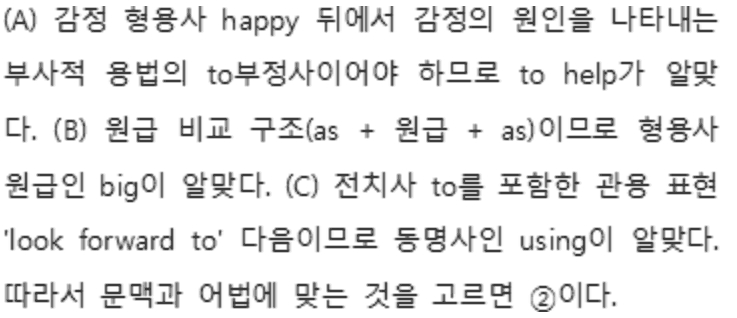 (A) 감정 형용사 happy 뒤에서 감정의 원인을 나타내는
부사적 용법의 to부정사이어야 하므로 to help가 알맞
다. (B) 원급 비교 구조(as + 원급 + as)이므로 형용사
원급인 big이 알맞다. (C) 전치사 to를 포함한 관용 표현
'look forward to' 다음이므로 동명사인 using이 알맞다.
따라서 문맥과 어법에 맞는 것을 고르면 ②이다.